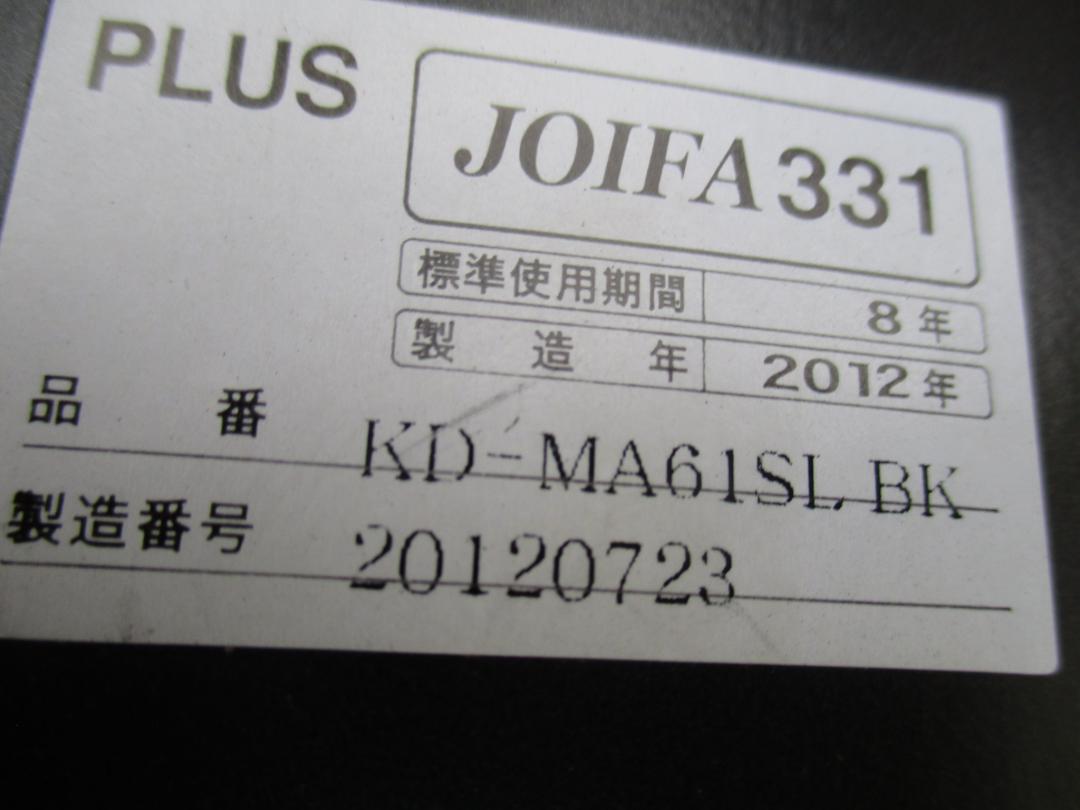 PLUS
JOIFA 331
標準使用期間 8年
製造年 2012年
品番 KD-MA61SL BK
製造番号 20120723